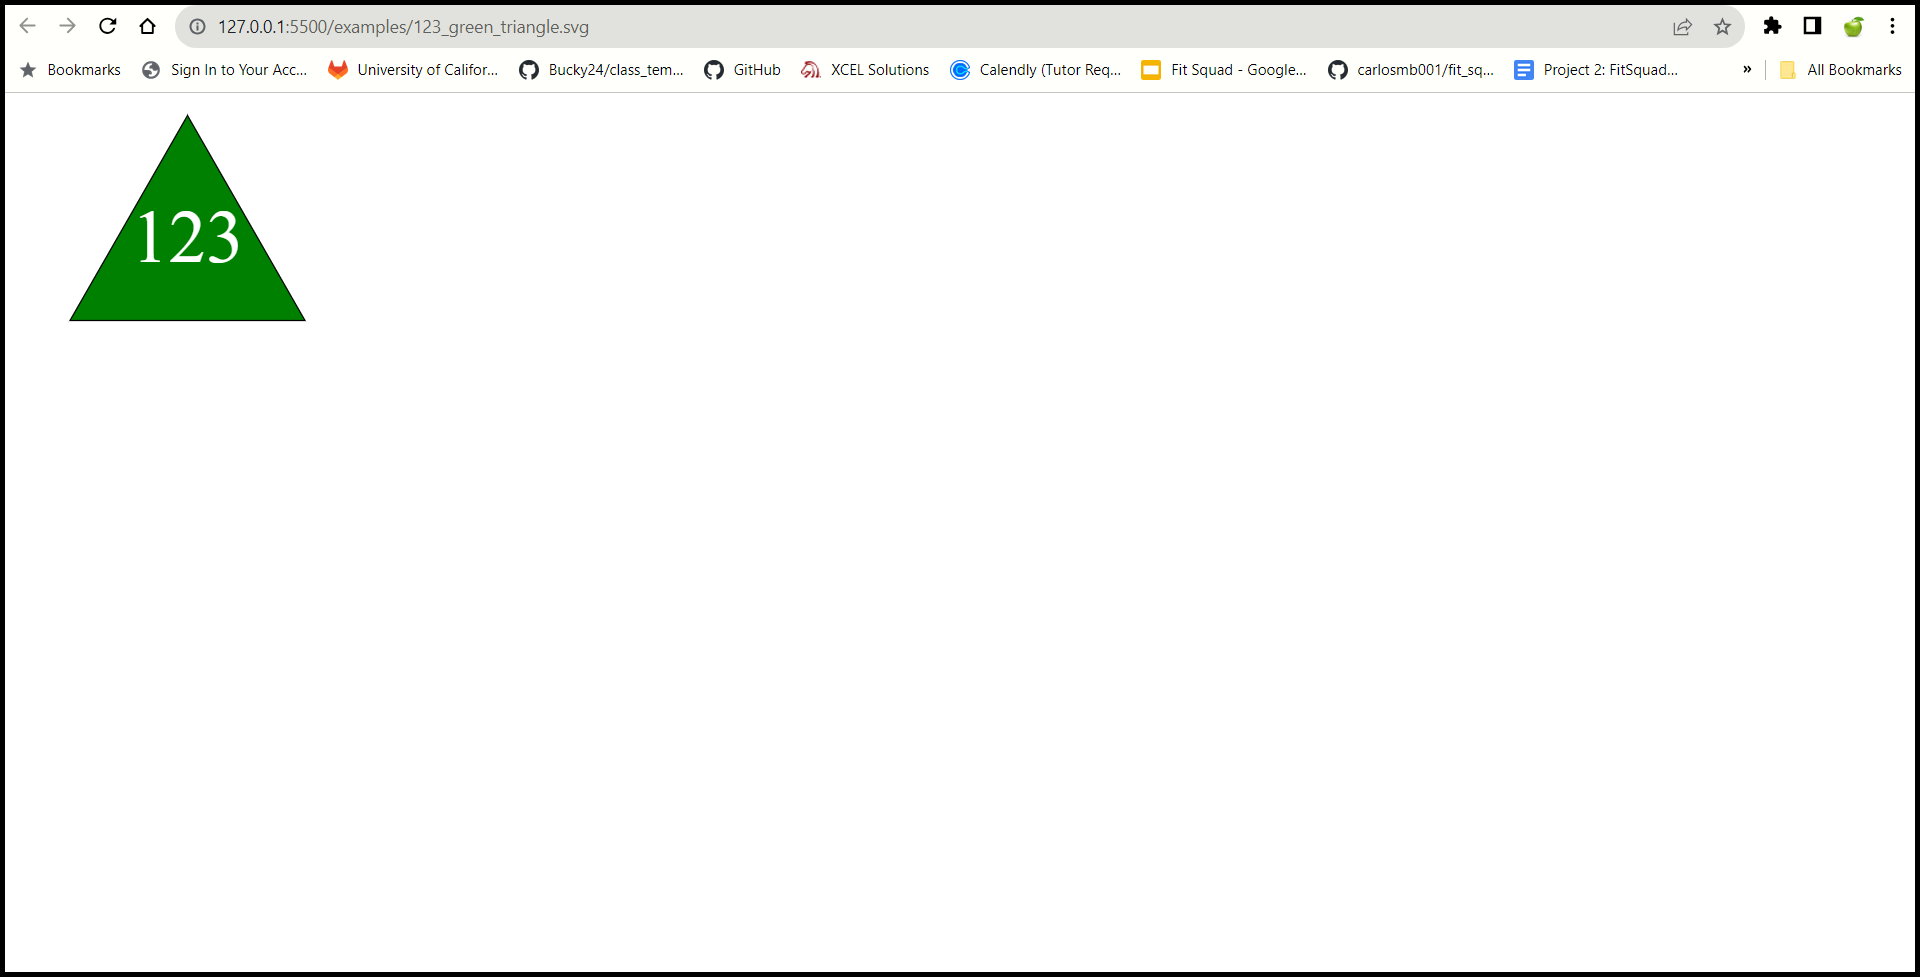 127.0.0.1:5500/examples/123_green_triangle.svg
Bookmarks Sign In to Your Acc... University of Califor... Bucky24/class_tem... GitHub XCEL Solutions Calendly (Tutor Req... Fit Squad - Google... carlosmb001/fit_sq... Project 2: FitSquad... » All Bookmarks
123